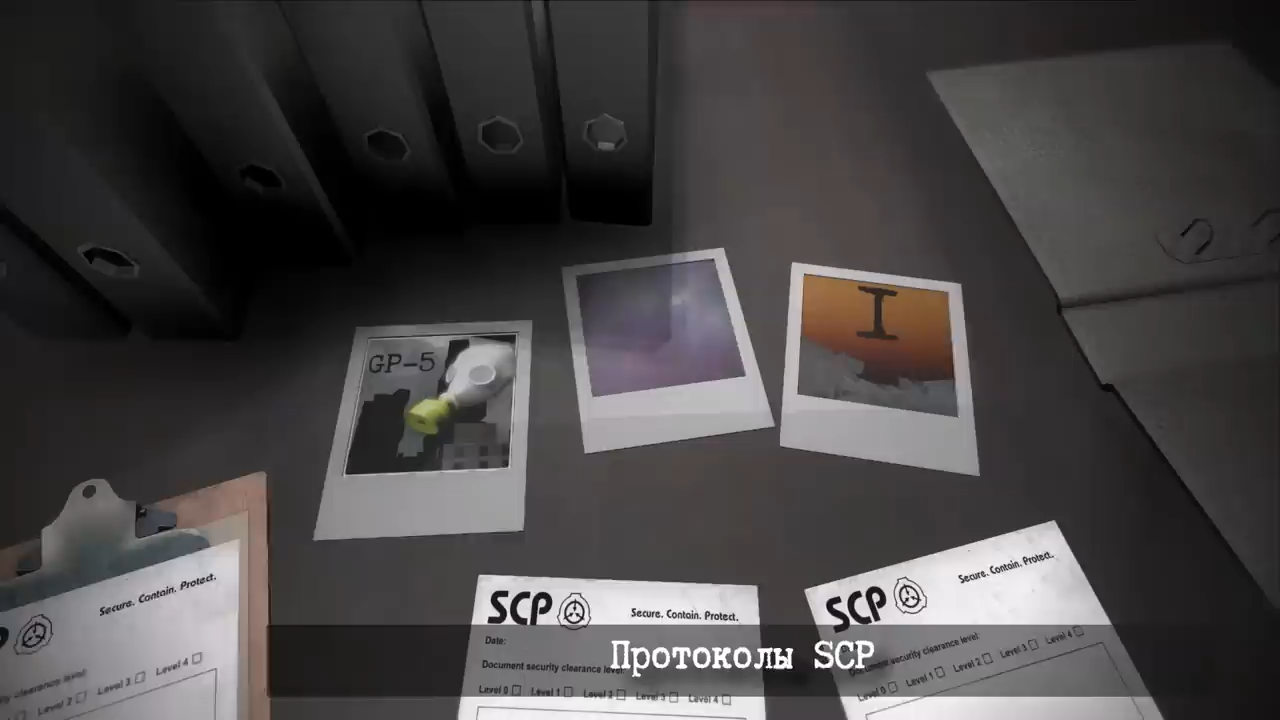 GP-5
I
Secure. Contain. Protect.
Level 3 Level 4
SCP
Secure. Contain. Protect.
Date:
Document security clearance level:
Level 0 Level 1 Level 2 Level 3 Level 4
SCP
Secure. Contain. Protect.
Document security clearance level
Level 0 Level 1 Level 2 Level 3 Level 4
Протоколы SCP